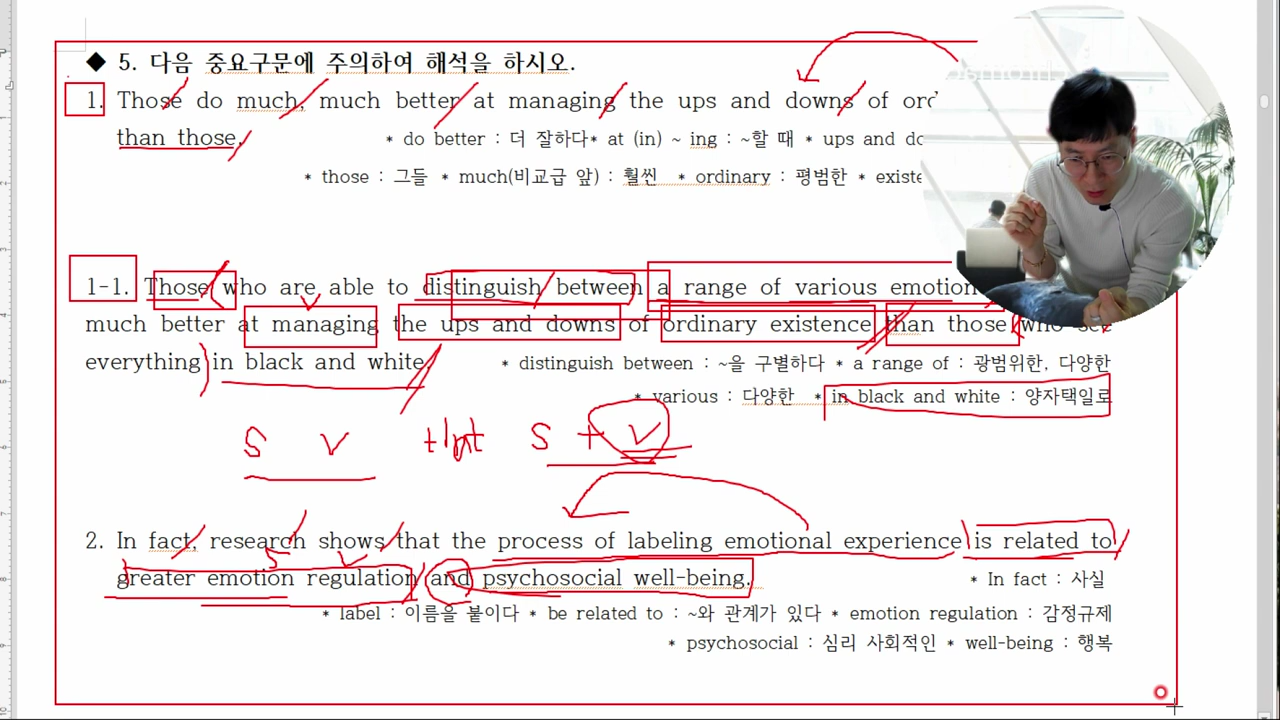 ◆ 5. 다음 중요구문에 주의하여 해석을 하시오.
1. Those do much, much better at managing the ups and downs of
than those. * do better : 더 잘하다* at (in) ~ ing : ~할 때 * ups and
* those : 그들 * much(비교급 앞) : 훨씬 * ordinary : 평범한 *
1-1. Those who are able to distinguish between a range of various emotion
much better at managing the ups and downs of ordinary existence than those who see
everything in black and white. * distinguish between : ~을 구별하다 * a range of : 광범위한, 다양한
* various : 다양한 * in black and white : 양자택일로
S V that S + V
2. In fact, research shows that the process of labeling emotional experience is related to
S V
greater emotion regulation and psychosocial well-being. * In fact : 사실
* label : 이름을 붙이다 * be related to : ~와 관계가 있다 * emotion regulation : 감정규제
* psychosocial : 심리 사회적인 * well-being : 행복